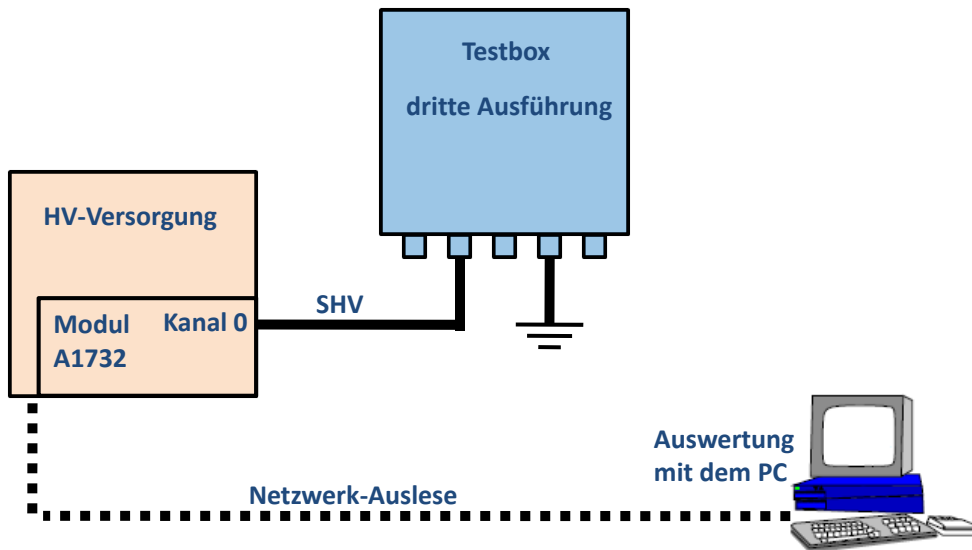 Testbox
dritte Ausführung
HV-Versorgung
SHV
Modul Kanal 0
A1732
Auswertung
mit dem PC
Netzwerk-Auslese